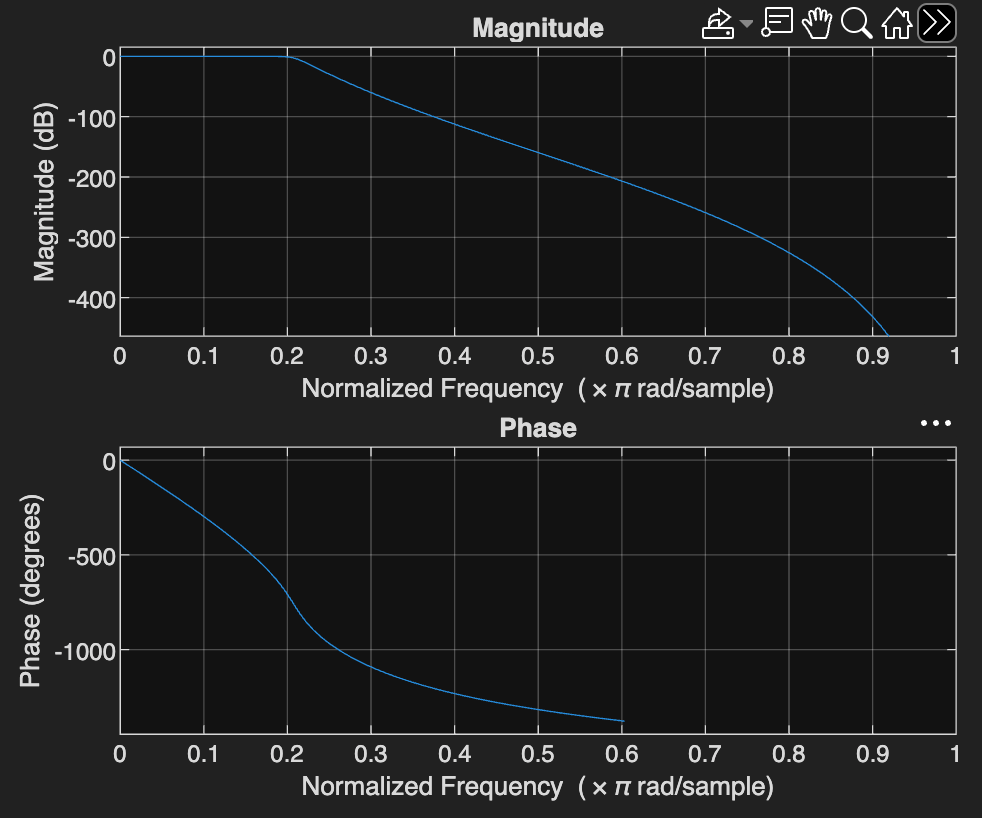 Magnitude
0
-100
-200
-300
-400
Magnitude (dB)
0 0.1 0.2 0.3 0.4 0.5 0.6 0.7 0.8 0.9 1
Normalized Frequency (× π rad/sample)
Phase
0
-500
-1000
Phase (degrees)
0 0.1 0.2 0.3 0.4 0.5 0.6 0.7 0.8 0.9 1
Normalized Frequency (× π rad/sample)